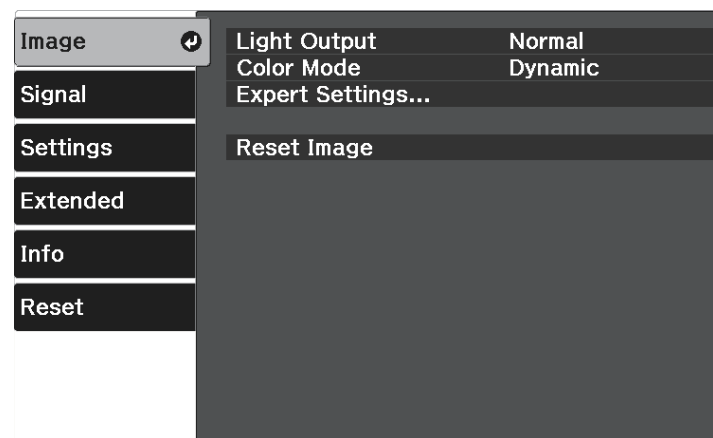 Image
Signal
Settings
Extended
Info
Reset
Light Output Normal
Color Mode Dynamic
Expert Settings...
Reset Image